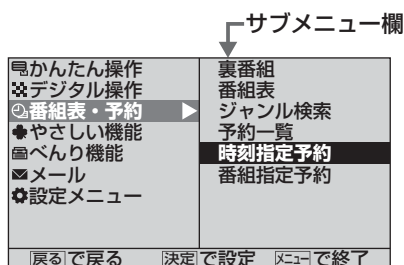 サブメニュー欄
かんたん操作
デジタル操作
番組表・予約
やさしい機能
べんり機能
メール
設定メニュー
裏番組
番組表
ジャンル検索
予約一覧
時刻指定予約
番組指定予約
戻るで戻る 決定で設定 メニューで終了